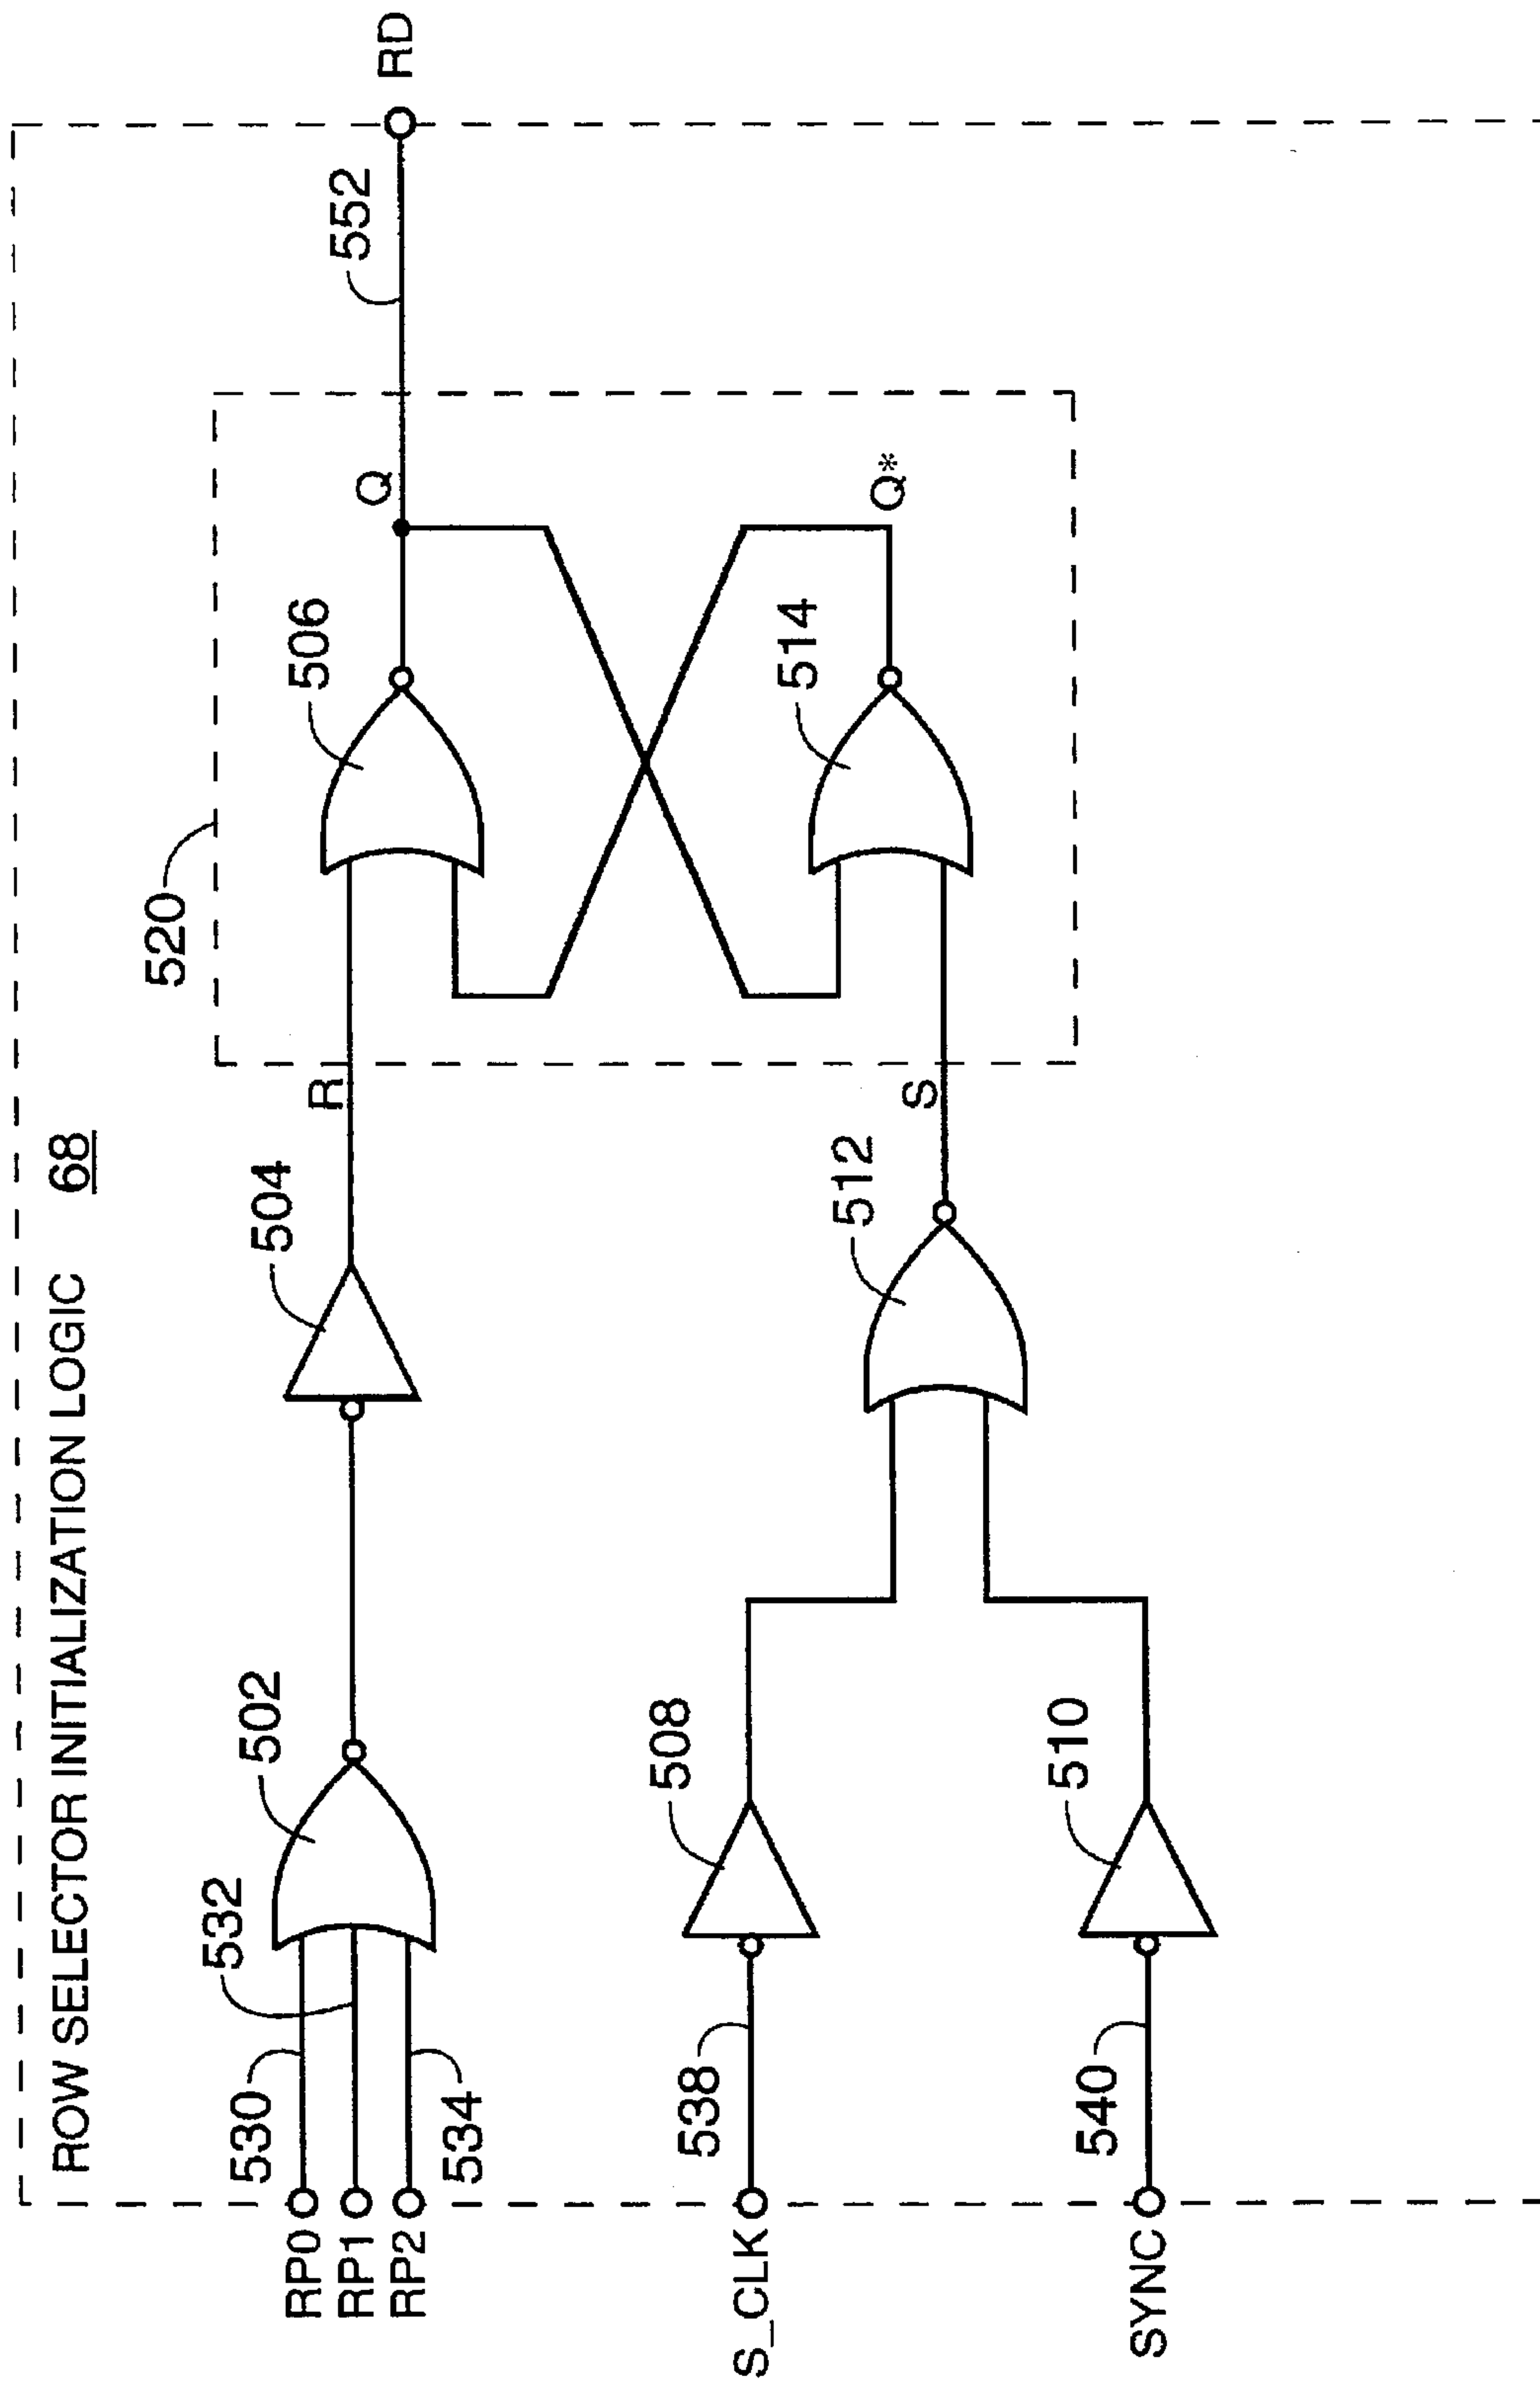 ROW SELECTOR INITIALIZATION LOGIC 68
RP0
RP1
RP2
530
532
534
502
504
R
520
506
Q
552
RD
S_CLK
538
508
512
S
514
Q*
SYNC
540
510